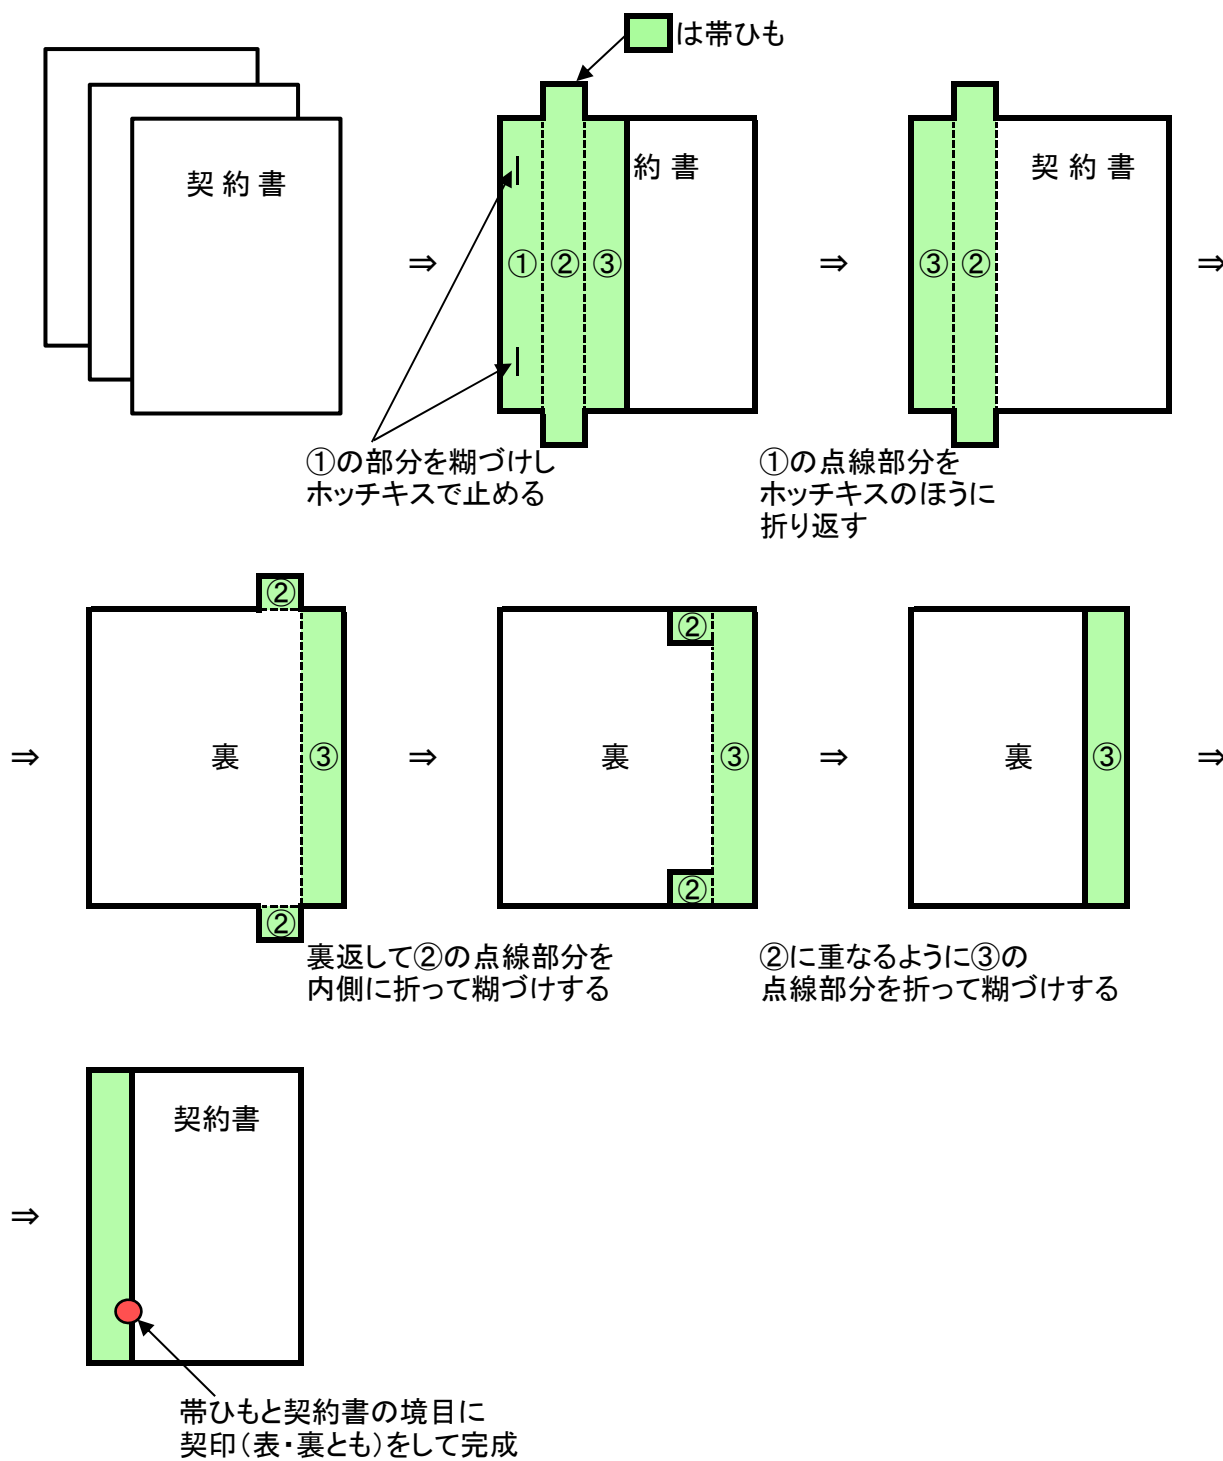 は帯ひも
契約書
⇒
① ② ③
約書
⇒
③ ②
契約書
⇒
①の部分を糊づけし
ホッチキスで止める
①の点線部分を
ホッチキスのほうに
折り返す
⇒
②
裏
③
②
⇒
②
裏
③
②
⇒
裏
③
⇒
裏返して②の点線部分を
内側に折って糊づけする
②に重なるように③の
点線部分を折って糊づけする
⇒
契約書
帯ひもと契約書の境目に
契印(表・裏とも)をして完成